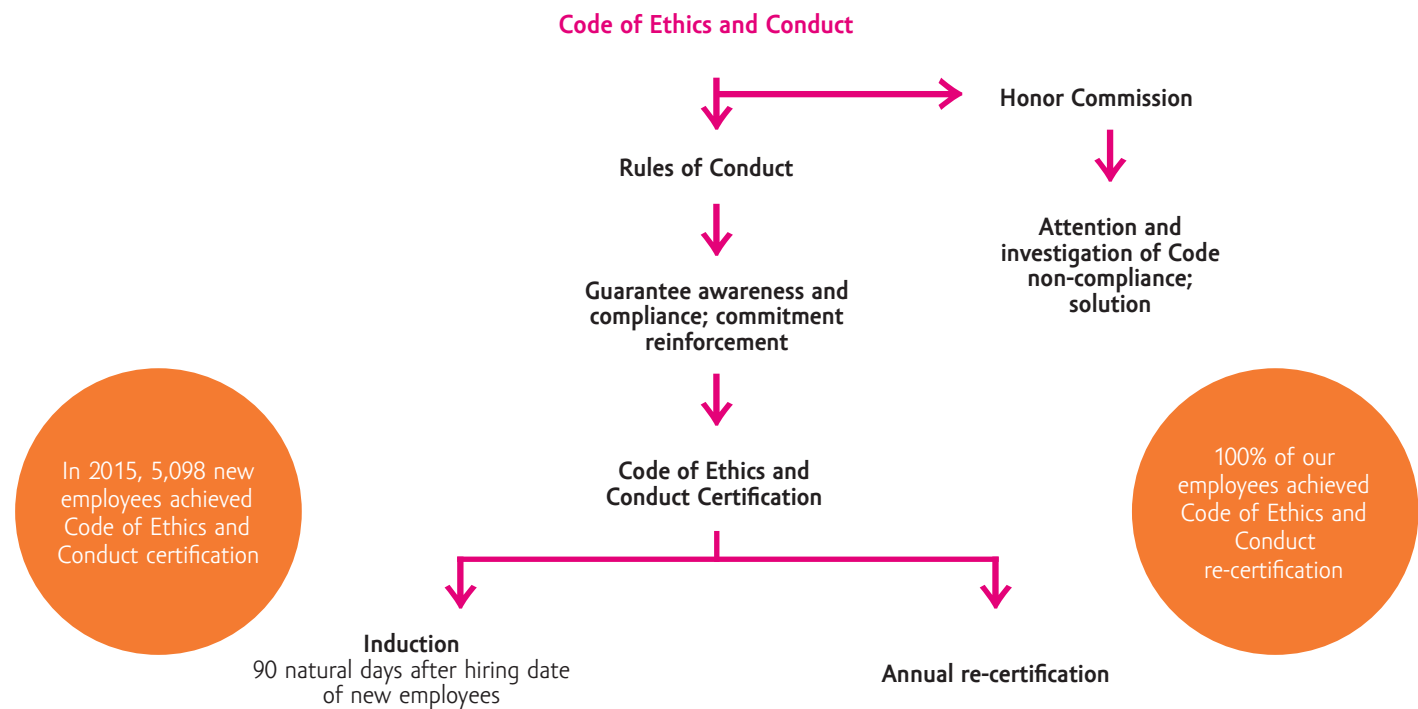 Code of Ethics and Conduct
Honor Commission
Rules of Conduct
Attention and
investigation of Code
non-compliance;
solution
Guarantee awareness and
compliance; commitment
reinforcement
In 2015, 5,098 new
employees achieved
Code of Ethics and
Conduct certification
Code of Ethics and
Conduct Certification
100% of our
employees achieved
Code of Ethics and
Conduct
re-certification
Induction
90 natural days after hiring date
of new employees
Annual re-certification